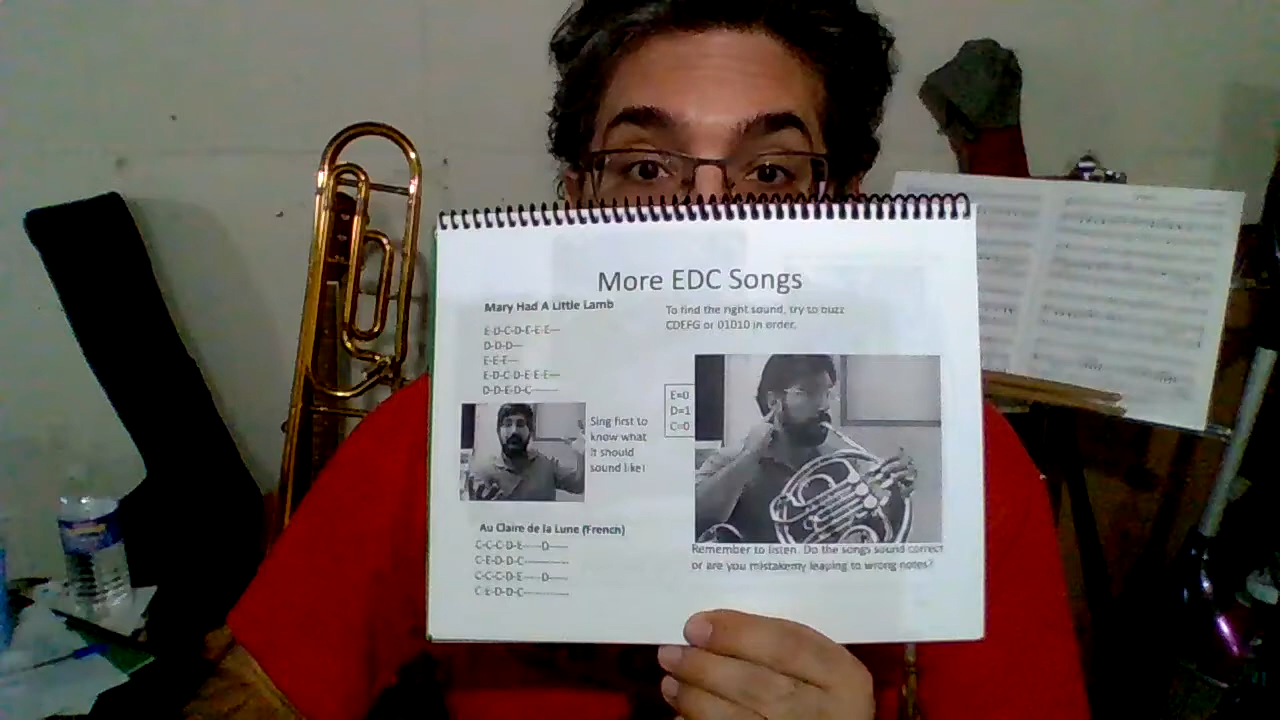 More EDC Songs
Mary Had A Little Lamb
E-D-C-D-E-E-E---
D-D-D---
E-E-E---
E-D-C-D-E-E-E---
D-D-E-D-C--------
Sing first to
know what
it should
sound like!
Au Claire de la Lune (French)
C-C-C-D-E-----D-----
C-E-D-D-C-------------
C-C-C-D-E-----D-----
C-E-D-D-C-------------
To find the right sound, try to buzz
CDEFG or 01010 in order.
E=0
D=1
C=0
Remember to listen. Do the songs sound correct
or are you mistakenly leaping to wrong notes?